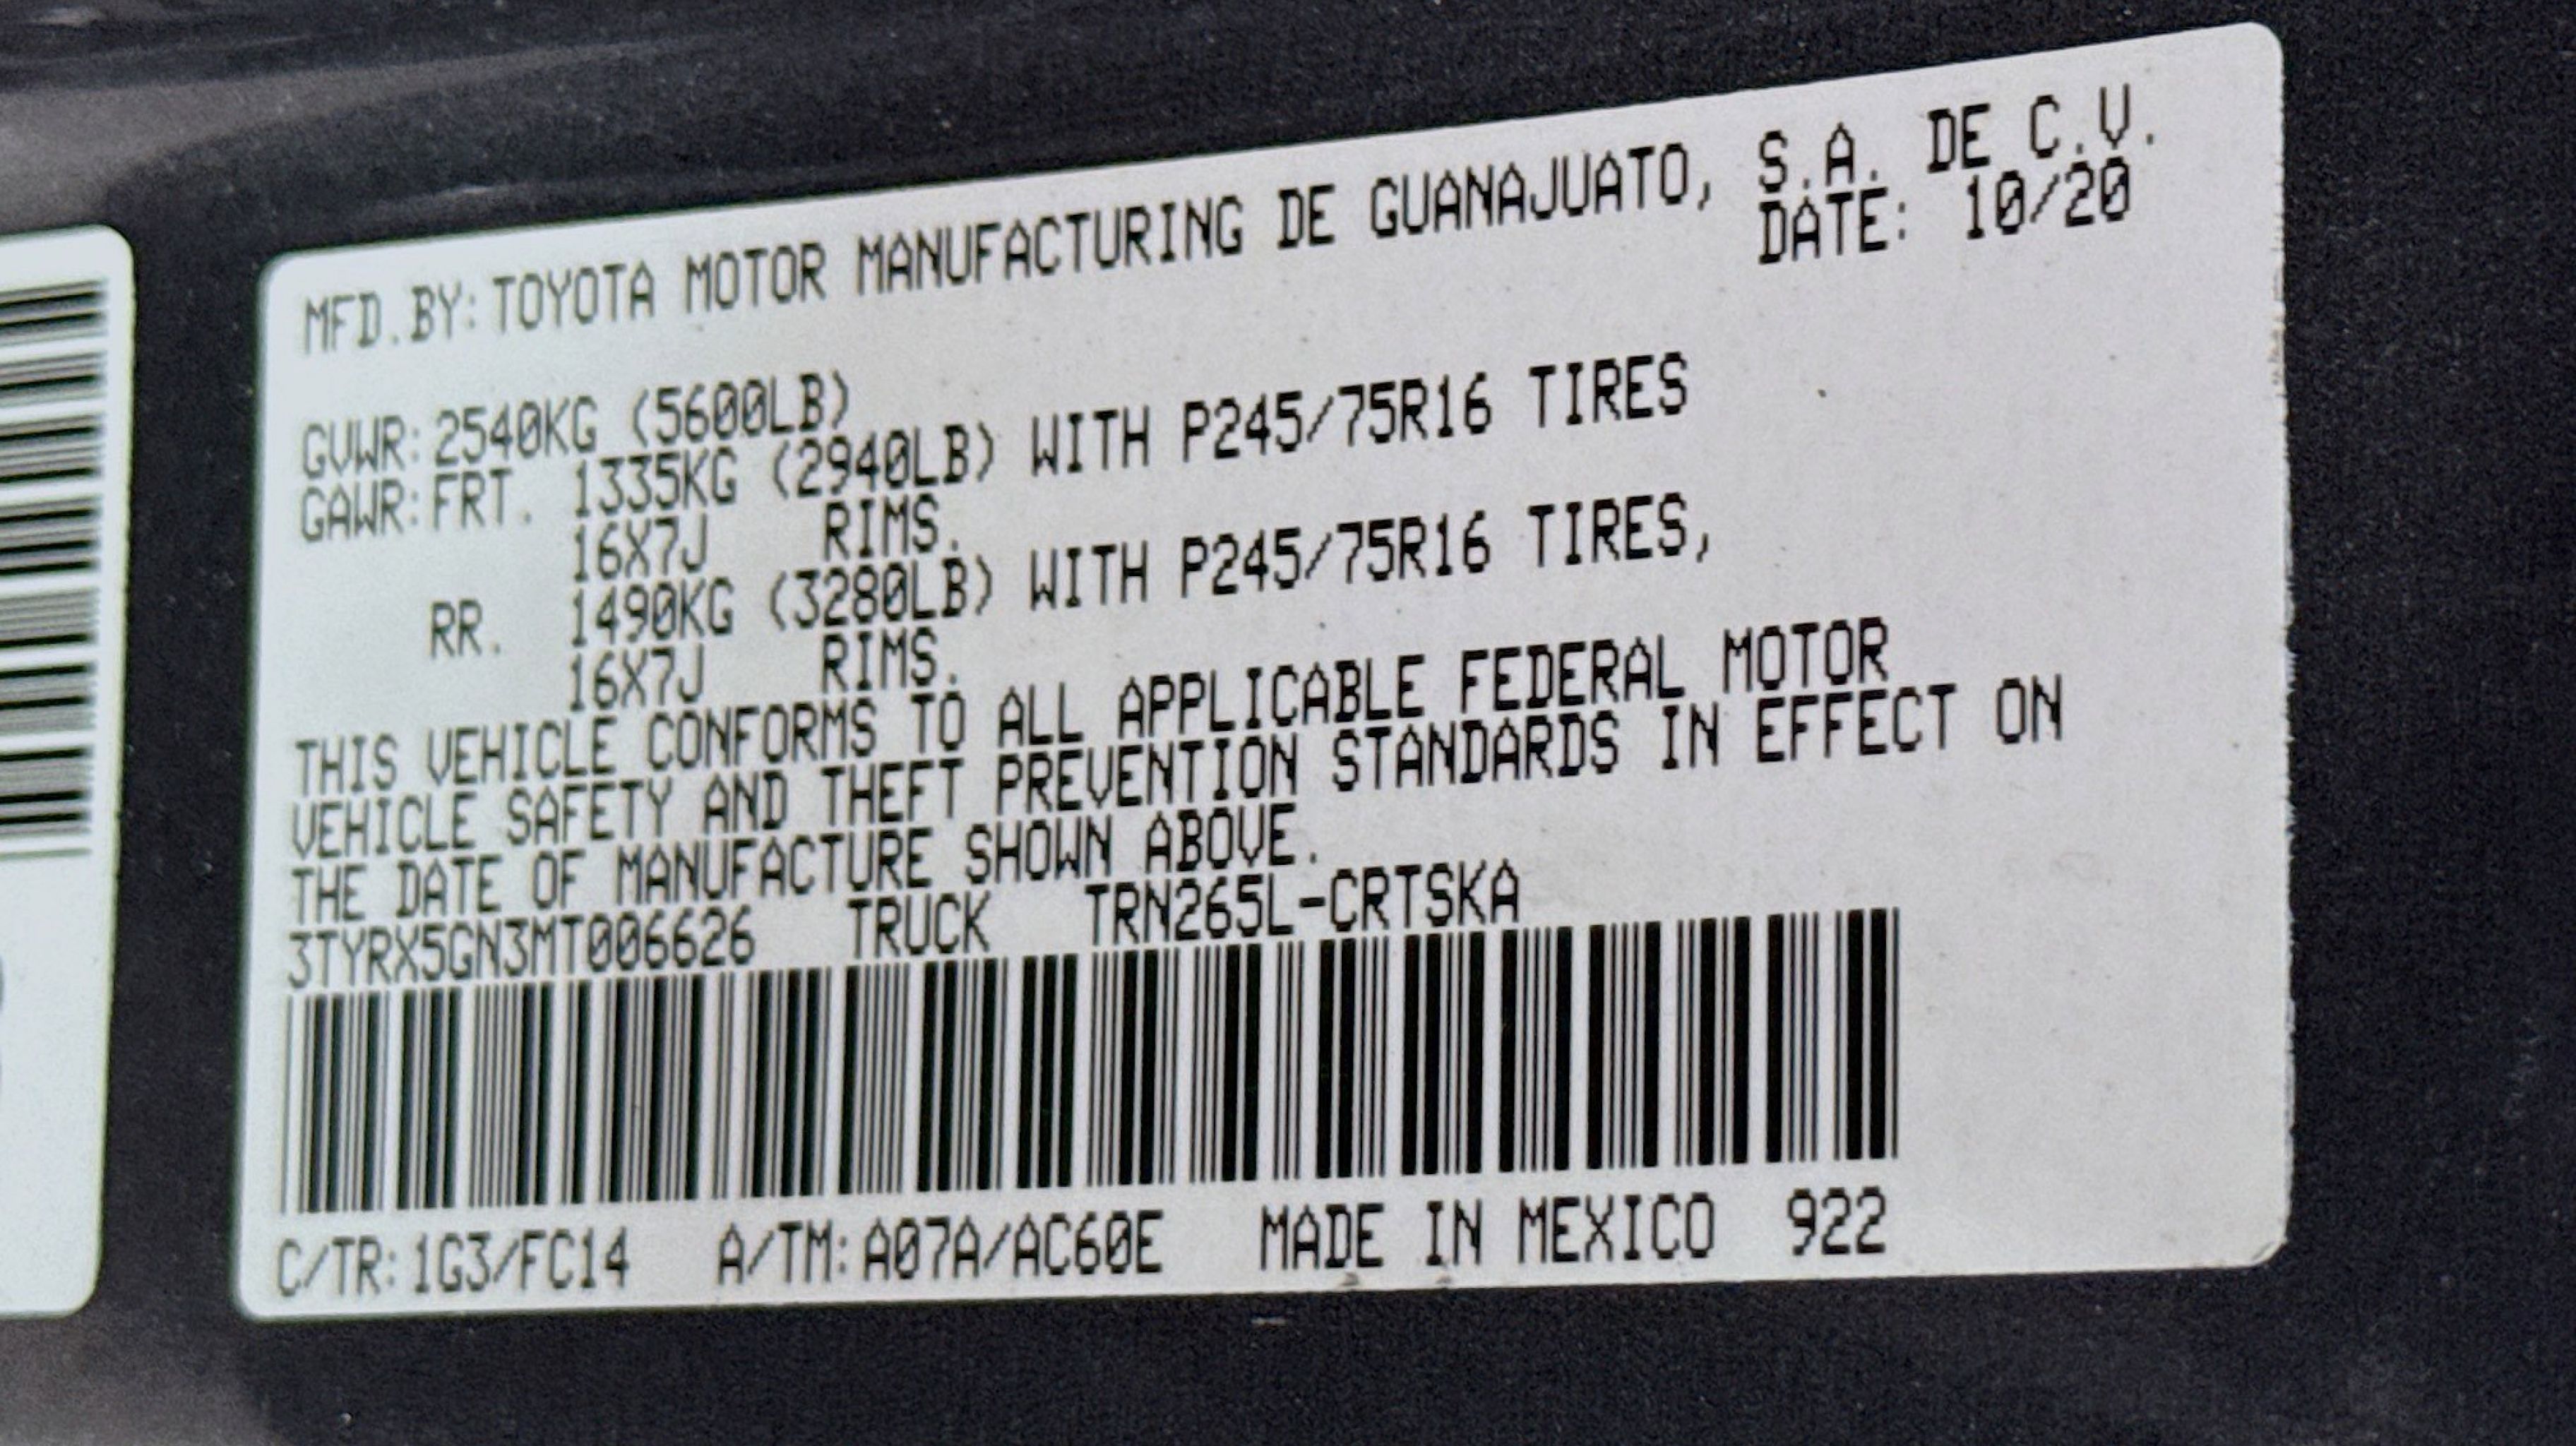 MFD.BY:TOYOTA MOTOR MANUFACTURING DE GUANAJUATO, S.A. DE C.V.
DATE: 10/20
GVWR:2540KG (5600LB)
GAWR:FRT. 1335KG (2940LB) WITH P245/75R16 TIRES
16X7J RIMS.
RR. 1490KG (3280LB) WITH P245/75R16 TIRES,
16X7J RIMS.
THIS VEHICLE CONFORMS TO ALL APPLICABLE FEDERAL MOTOR
VEHICLE SAFETY AND THEFT PREVENTION STANDARDS IN EFFECT ON
THE DATE OF MANUFACTURE SHOWN ABOVE.
3TYRX5GN3MT006626 TRUCK TRN265L-CRTSKA
C/TR:1G3/FC14 A/TM:A07A/AC60E MADE IN MEXICO 922